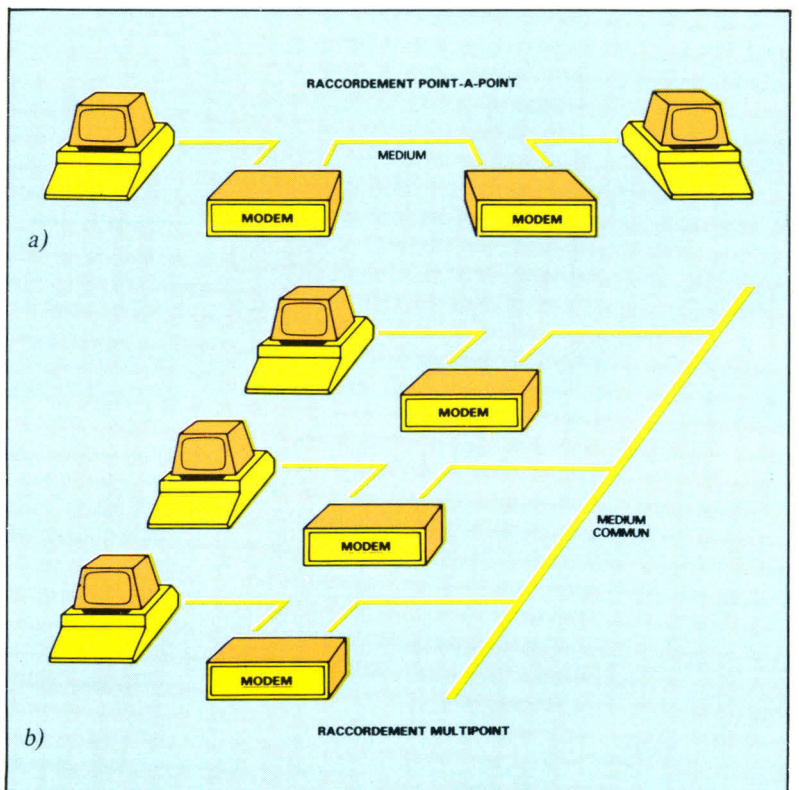 RACCORDEMENT POINT-A-POINT
MEDIUM
MODEM
MODEM
a)
MODEM
MODEM
MEDIUM
COMMUN
MODEM
b)
RACCORDEMENT MULTIPOINT